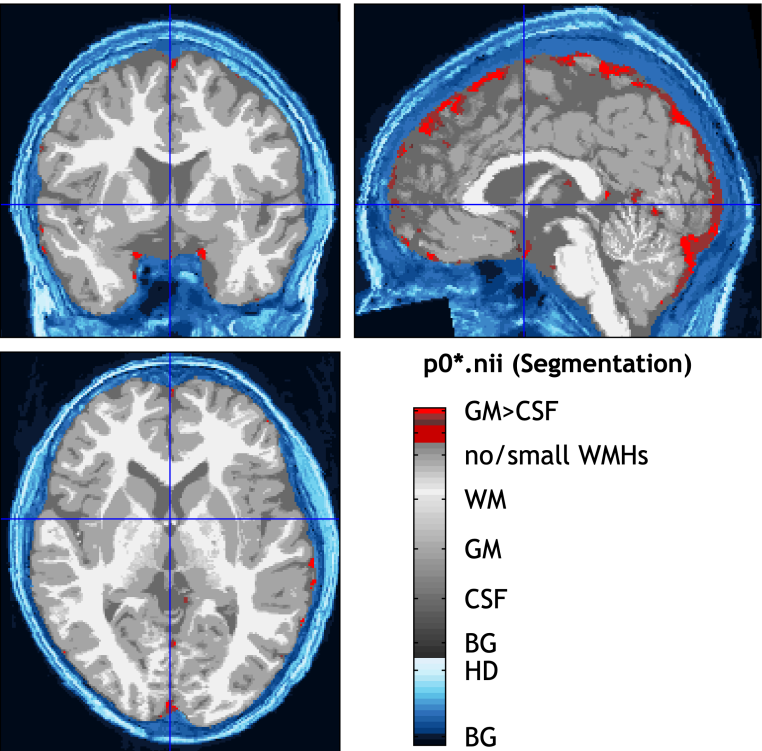 p0*.nii (Segmentation)
GM>CSF
no/small WMHs
WM
GM
CSF
BG
HD
BG